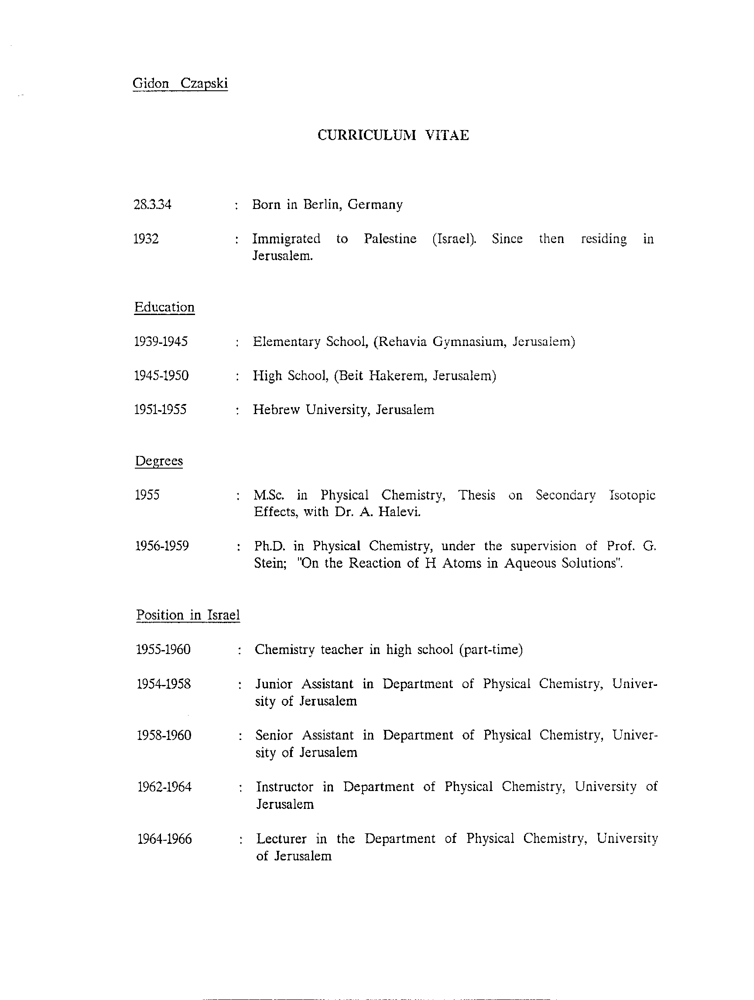 Gidon Czapski
CURRICULUM VITAE
28.3.34 : Born in Berlin, Germany
1932 : Immigrated to Palestine (Israel). Since then residing in
Jerusalem.
Education
1939-1945 : Elementary School, (Rehavia Gymnasium, Jerusalem)
1945-1950 : High School, (Beit Hakerem, Jerusalem)
1951-1955 : Hebrew University, Jerusalem
Degrees
1955 : M.Sc. in Physical Chemistry, Thesis on Secondary Isotopic
Effects, with Dr. A. Halevi.
1956-1959 : Ph.D. in Physical Chemistry, under the supervision of Prof. G.
Stein; "On the Reaction of H Atoms in Aqueous Solutions".
Position in Israel
1955-1960 : Chemistry teacher in high school (part-time)
1954-1958 : Junior Assistant in Department of Physical Chemistry, Univer-
sity of Jerusalem
1958-1960 : Senior Assistant in Department of Physical Chemistry, Univer-
sity of Jerusalem
1962-1964 : Instructor in Department of Physical Chemistry, University of
Jerusalem
1964-1966 : Lecturer in the Department of Physical Chemistry, University
of Jerusalem